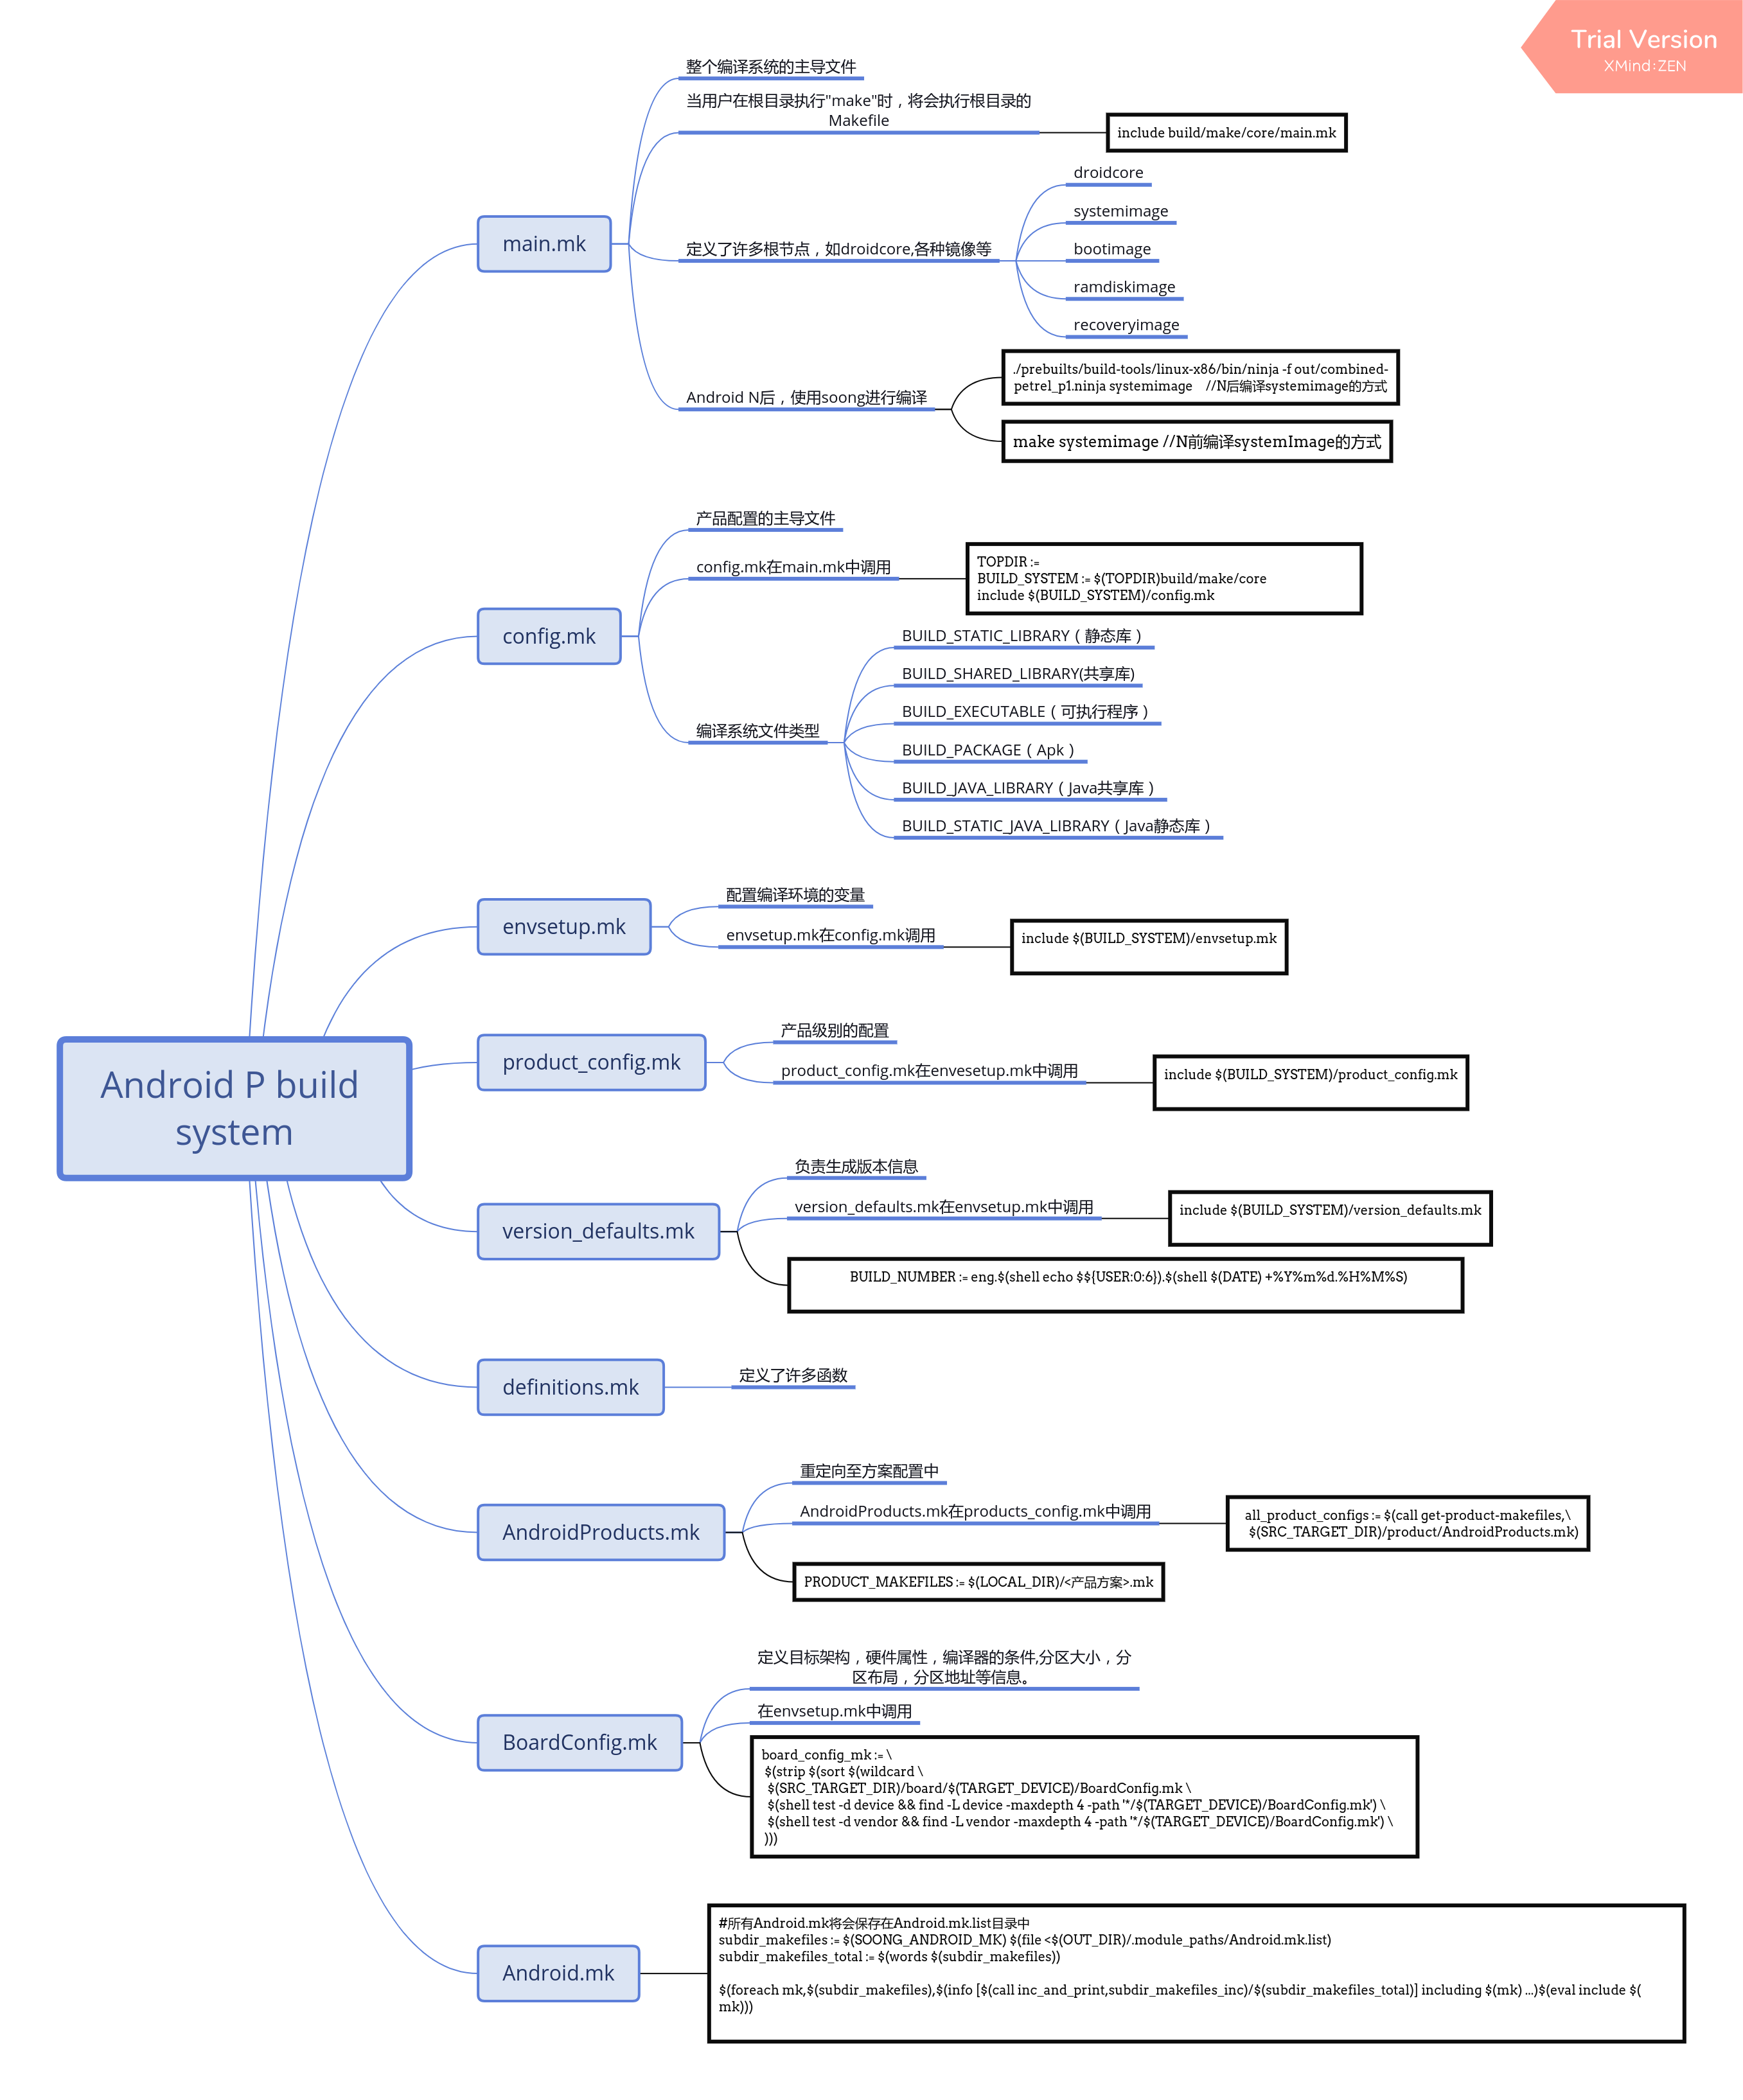 Trial Version
XMind:ZEN
Android P build
system
main.mk
整个编译系统的主导文件
当用户在根目录执行"make"时，将会执行根目录的
Makefile
include build/make/core/main.mk
定义了许多根节点，如droidcore,各种镜像等
droidcore
systemimage
bootimage
ramdiskimage
recoveryimage
Android N后，使用soong进行编译
./prebuilts/build-tools/linux-x86/bin/ninja -f out/combined-
petrel_p1.ninja systemimage    //N后编译systemimage的方式
make systemimage //N前编译systemImage的方式
config.mk
产品配置的主导文件
config.mk在main.mk中调用
TOPDIR :=
BUILD_SYSTEM := $(TOPDIR)build/make/core
include $(BUILD_SYSTEM)/config.mk
编译系统文件类型
BUILD_STATIC_LIBRARY（静态库）
BUILD_SHARED_LIBRARY(共享库)
BUILD_EXECUTABLE（可执行程序）
BUILD_PACKAGE（Apk）
BUILD_JAVA_LIBRARY（Java共享库）
BUILD_STATIC_JAVA_LIBRARY（Java静态库）
envsetup.mk
配置编译环境的变量
envsetup.mk在config.mk调用
include $(BUILD_SYSTEM)/envsetup.mk
product_config.mk
产品级别的配置
product_config.mk在envesetup.mk中调用
include $(BUILD_SYSTEM)/product_config.mk
version_defaults.mk
负责生成版本信息
version_defaults.mk在envsetup.mk中调用
include $(BUILD_SYSTEM)/version_defaults.mk
BUILD_NUMBER := eng.$(shell echo $${USER:0:6}).$(shell $(DATE) +%Y%m%d.%H%M%S)
definitions.mk
定义了许多函数
AndroidProducts.mk
重定向至方案配置中
AndroidProducts.mk在products_config.mk中调用
all_product_configs := $(call get-product-makefiles,\
$(SRC_TARGET_DIR)/product/AndroidProducts.mk)
PRODUCT_MAKEFILES := $(LOCAL_DIR)/<产品方案>.mk
BoardConfig.mk
定义目标架构，硬件属性，编译器的条件,分区大小，分
区布局，分区地址等信息。
在envsetup.mk中调用
board_config_mk := \
$(strip $(sort $(wildcard \
$(SRC_TARGET_DIR)/board/$(TARGET_DEVICE)/BoardConfig.mk \
$(shell test -d device && find -L device -maxdepth 4 -path '*/$(TARGET_DEVICE)/BoardConfig.mk') \
$(shell test -d vendor && find -L vendor -maxdepth 4 -path '*/$(TARGET_DEVICE)/BoardConfig.mk') \
)))
Android.mk
#所有Android.mk将会保存在Android.mk.list目录中
subdir_makefiles := $(SOONG_ANDROID_MK) $(file <$(OUT_DIR)/.module_paths/Android.mk.list)
subdir_makefiles_total := $(words $(subdir_makefiles))
$(foreach mk,$(subdir_makefiles),$(info [$(call inc_and_print,subdir_makefiles_inc)/$(subdir_makefiles_total)] including $(mk) ...)$(eval include $(
mk)))